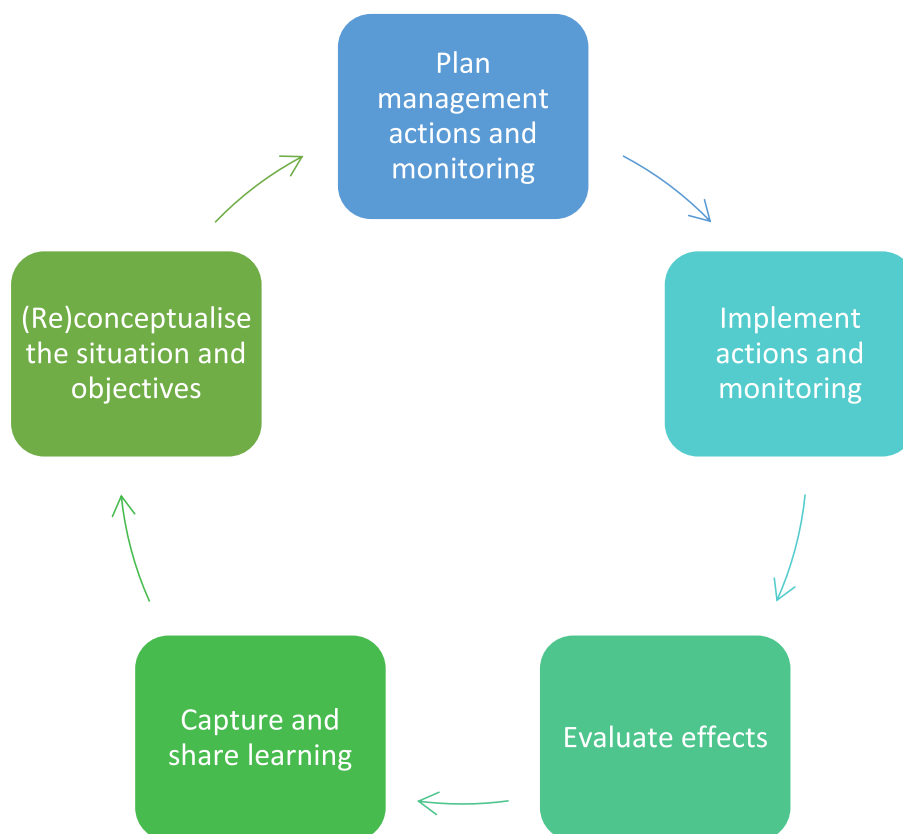 Plan
management
actions and
monitoring
(Re)conceptualise
the situation and
objectives
Implement
actions and
monitoring
Capture and
share learning
Evaluate effects